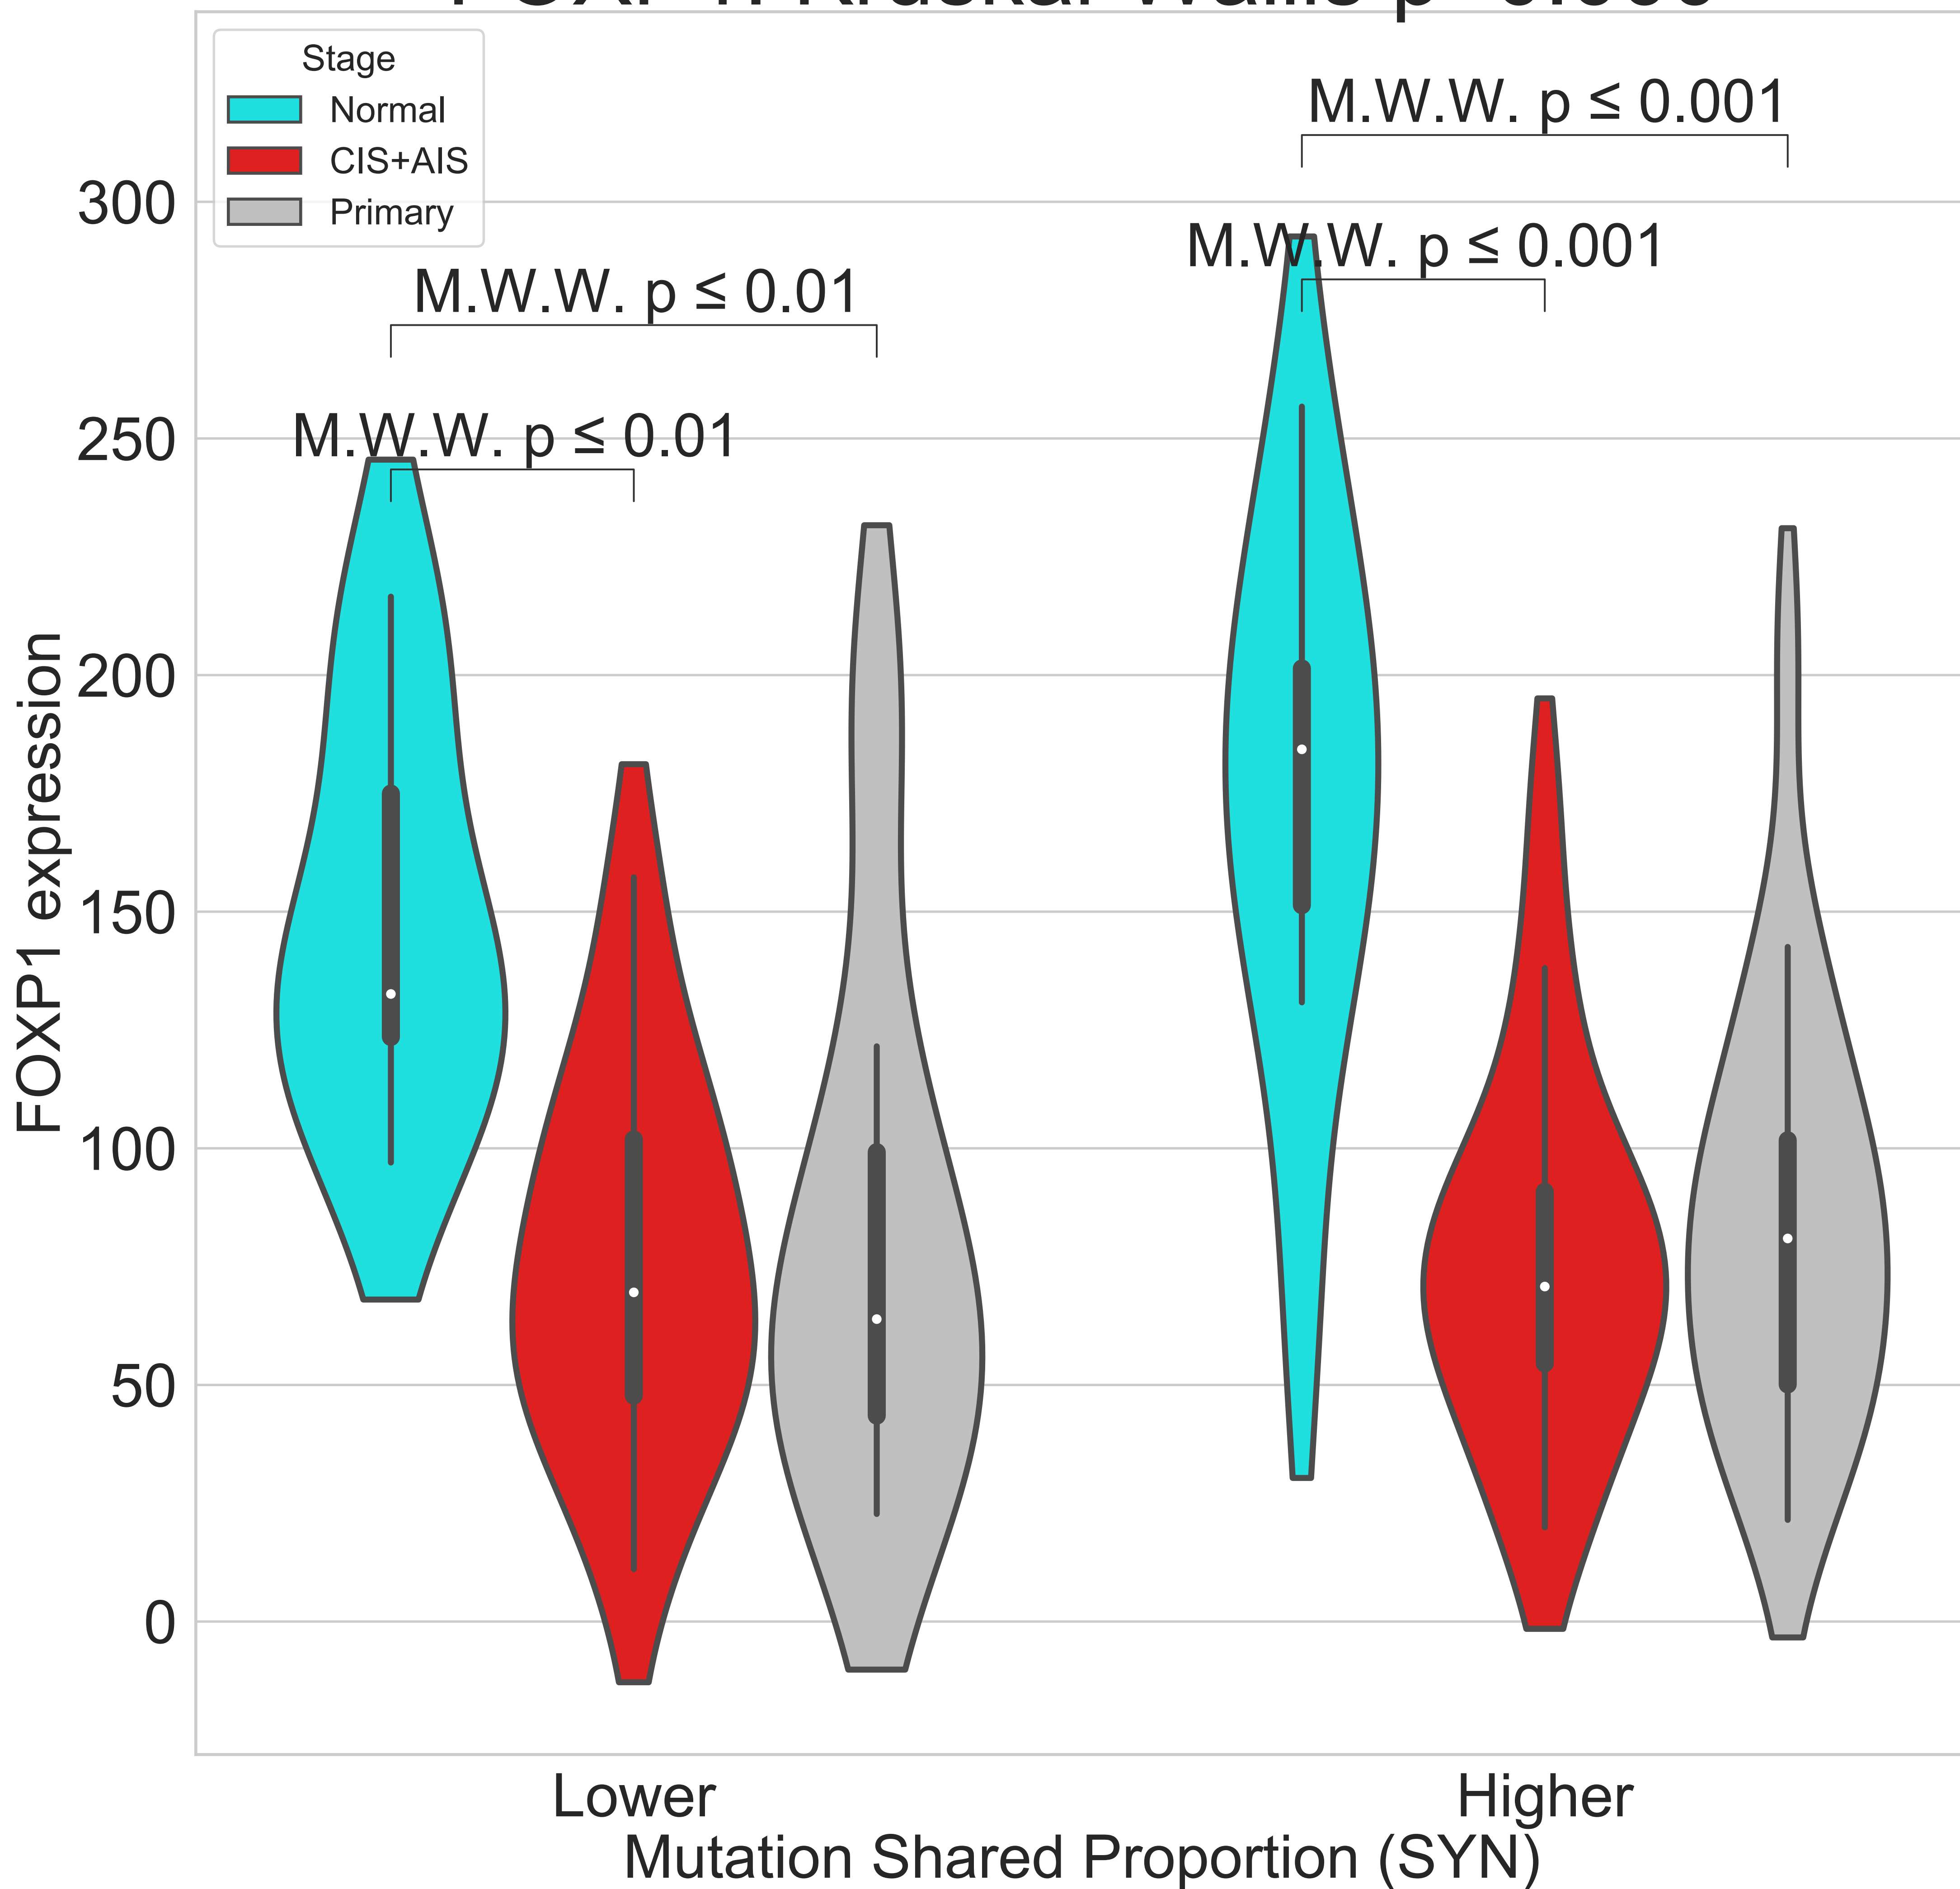 Stage
Normal
CIS+AIS
Primary
M.W.W. p ≤ 0.001
M.W.W. p ≤ 0.001
M.W.W. p ≤ 0.01
M.W.W. p ≤ 0.01
300
250
200
150
100
50
0
FOXP1 expression
Lower
Higher
Mutation Shared Proportion (SYN)